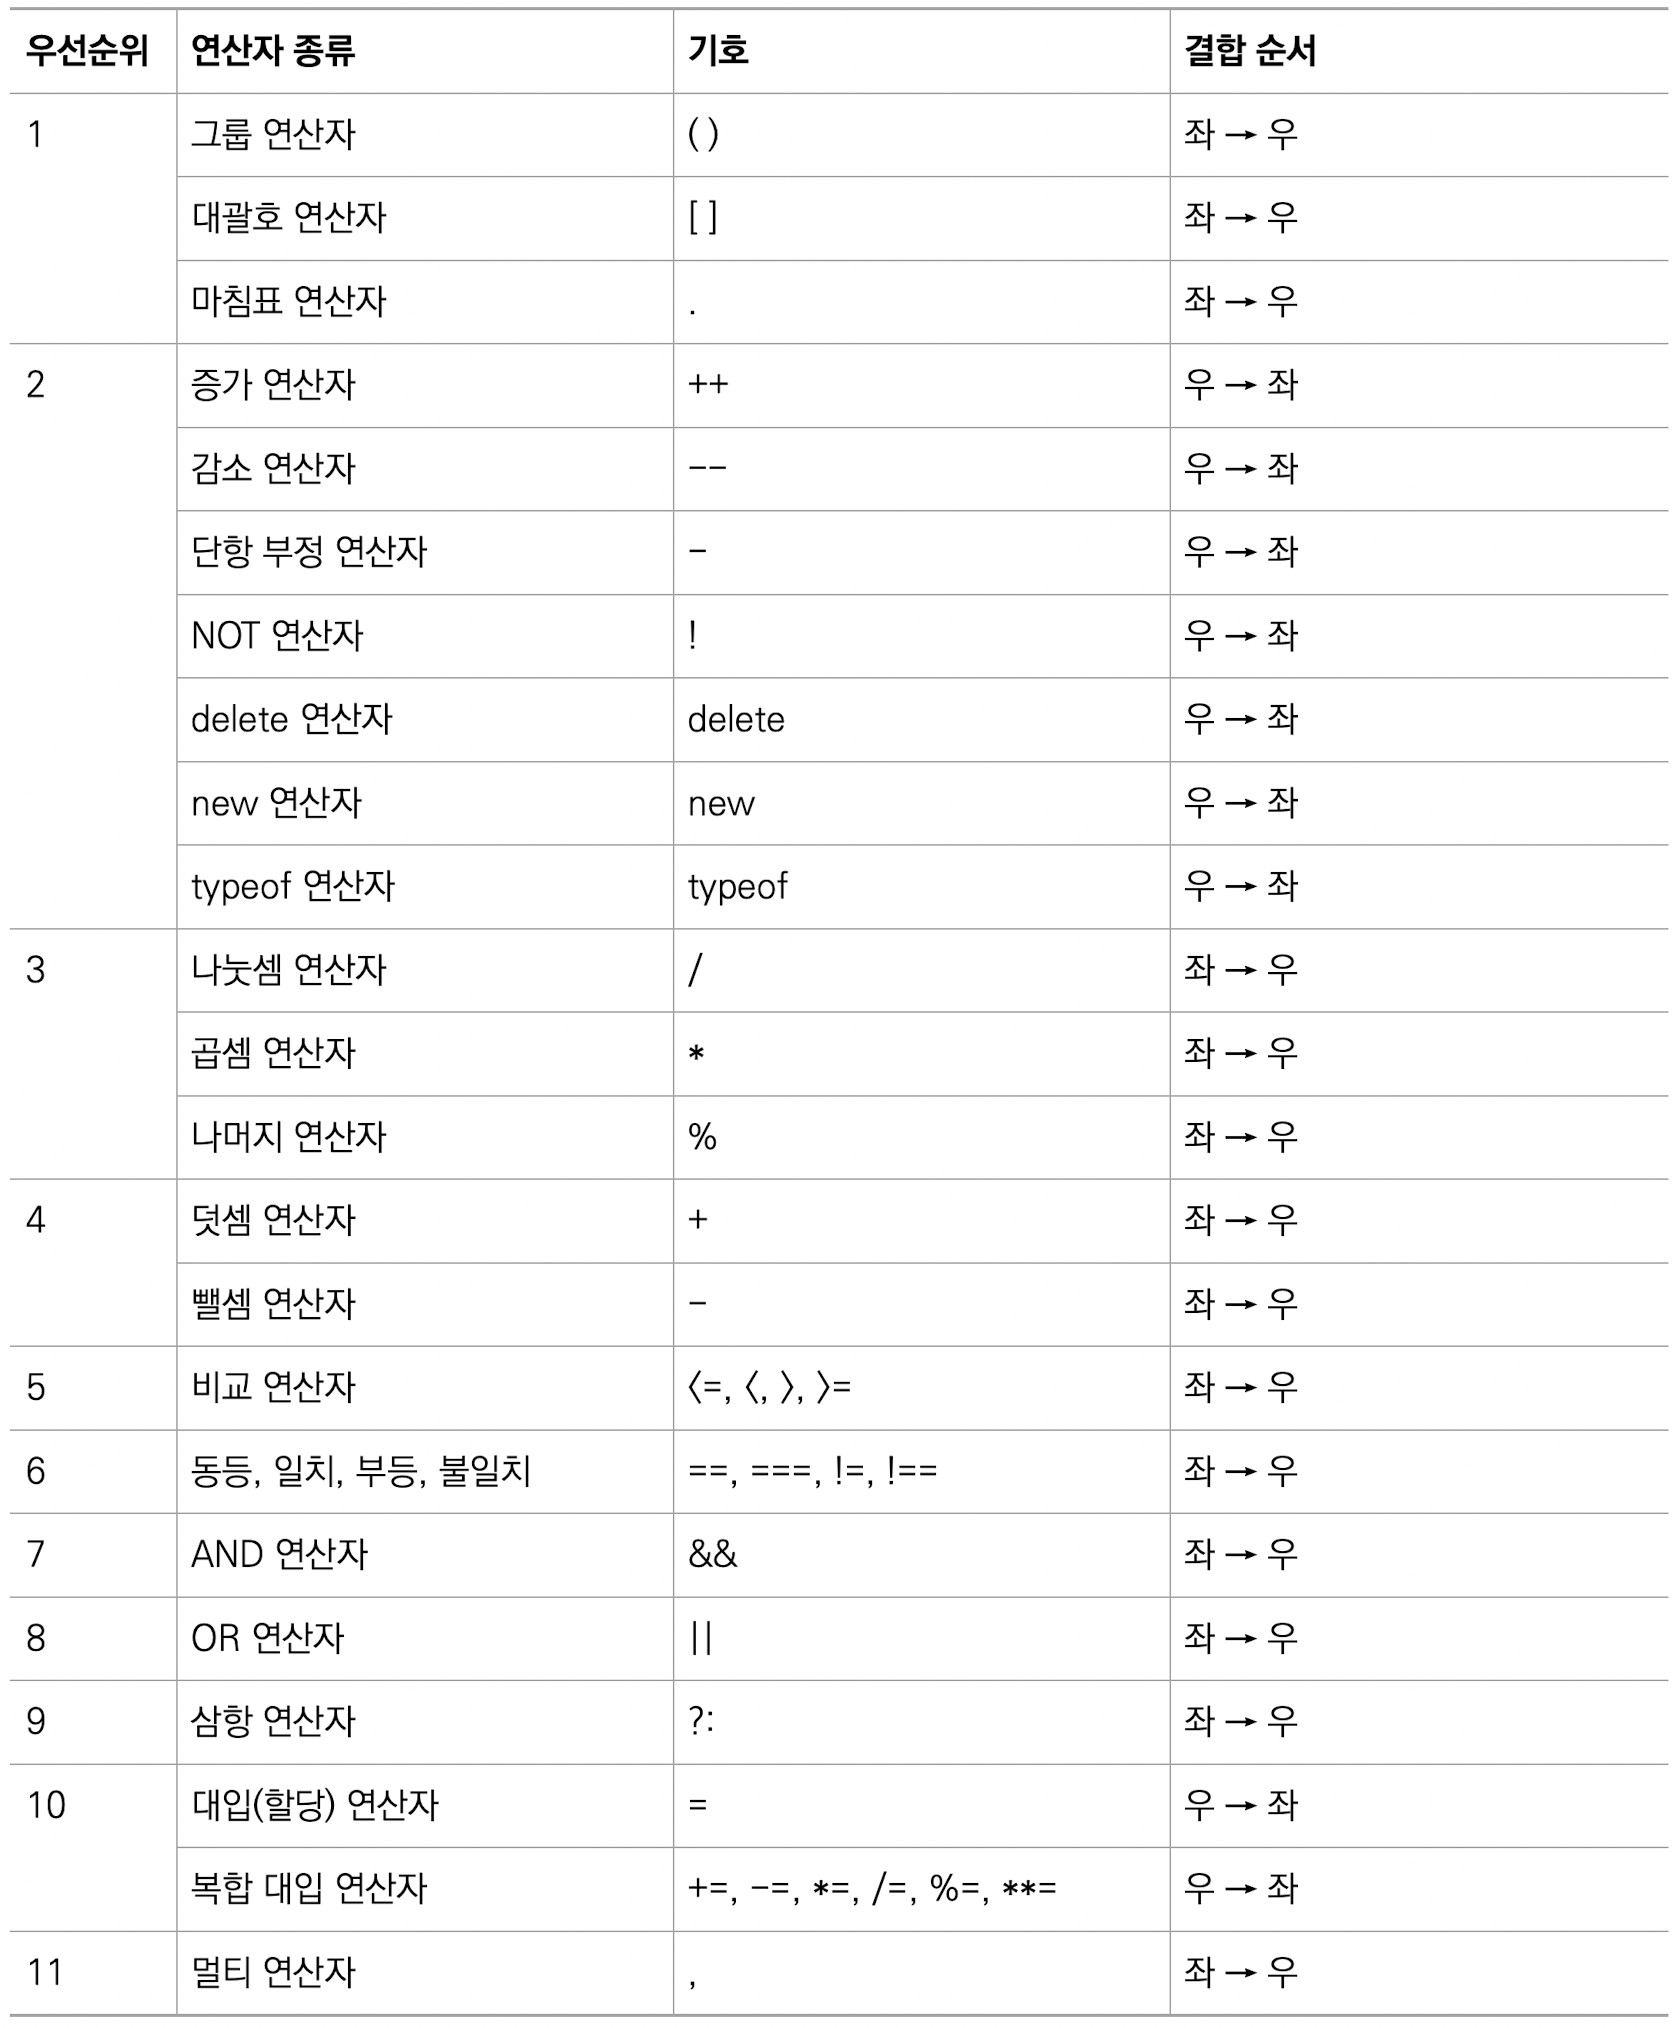 우선순위 연산자 종류 기호 결합 순서
1 그룹 연산자 ( ) 좌 → 우
대괄호 연산자 [ ] 좌 → 우
마침표 연산자 . 좌 → 우
2 증가 연산자 ++ 우 → 좌
감소 연산자 -- 우 → 좌
단항 부정 연산자 - 우 → 좌
NOT 연산자 ! 우 → 좌
delete 연산자 delete 우 → 좌
new 연산자 new 우 → 좌
typeof 연산자 typeof 우 → 좌
3 나눗셈 연산자 / 좌 → 우
곱셈 연산자 * 좌 → 우
나머지 연산자 % 좌 → 우
4 덧셈 연산자 + 좌 → 우
뺄셈 연산자 - 좌 → 우
5 비교 연산자 〈=, 〈, 〉, 〉= 좌 → 우
6 동등, 일치, 부등, 불일치 ==, ===, !=, !== 좌 → 우
7 AND 연산자 && 좌 → 우
8 OR 연산자 || 좌 → 우
9 삼항 연산자 ?: 좌 → 우
10 대입(할당) 연산자 = 우 → 좌
복합 대입 연산자 +=, -=, *=, /=, %=, **= 우 → 좌
11 멀티 연산자 , 좌 → 우